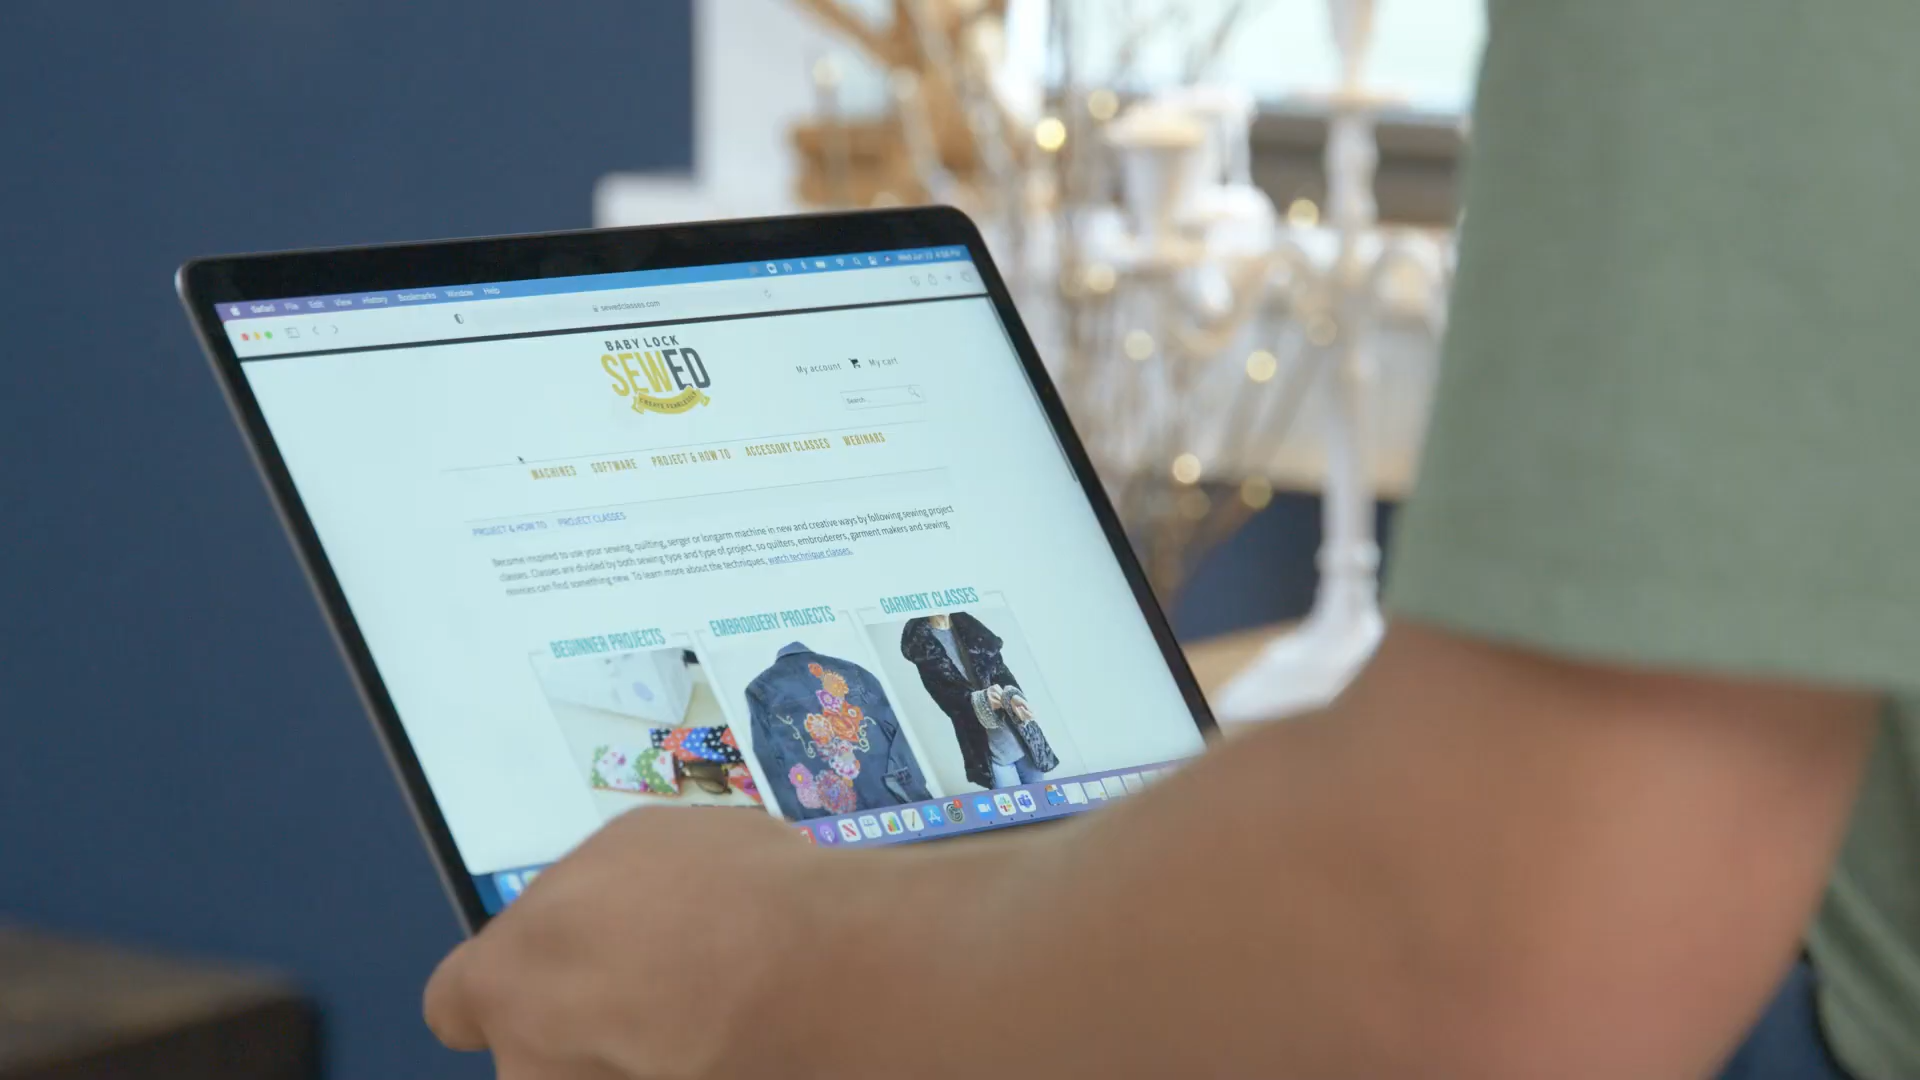 Safari File Edit View History Bookmarks Window Help
Wed Jun
sewedclasses.com
BABY LOCK
SEWED
CREATE FEARLESSLY
My account My cart
Search...
MACHINES SOFTWARE PROJECT & HOW TO ACCESSORY CLASSES WEBINARS
PROJECT & HOW TO PROJECT CLASSES
Become inspired to use your sewing, quilting, serger or longarm machine in new and creative ways by following sewing project
classes. Classes are divided by both sewing type and type of project, so quilters, embroiderers, garment makers and sewing
novices can find something new. To learn more about the techniques, watch technique classes.
BEGINNER PROJECTS
EMBROIDERY PROJECTS
GARMENT CLASSES